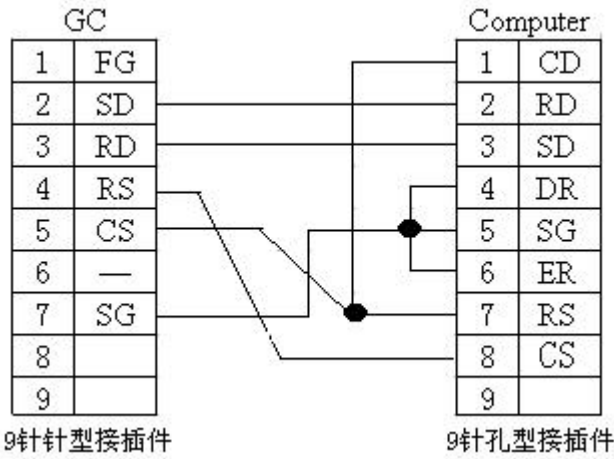 GC Computer
1 FG 1 CD
2 SD 2 RD
3 RD 3 SD
4 RS 4 DR
5 CS 5 SG
6 — 6 ER
7 SG 7 RS
8 8 CS
9 9
9针针型接插件 9针孔型接插件